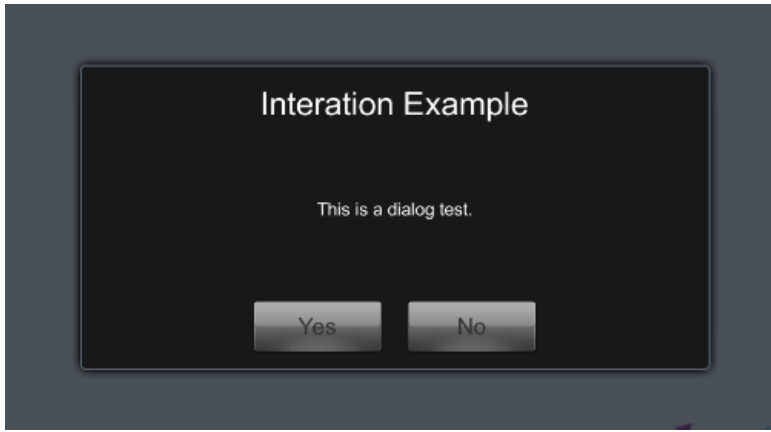 Interation Example
This is a dialog test.
Yes No